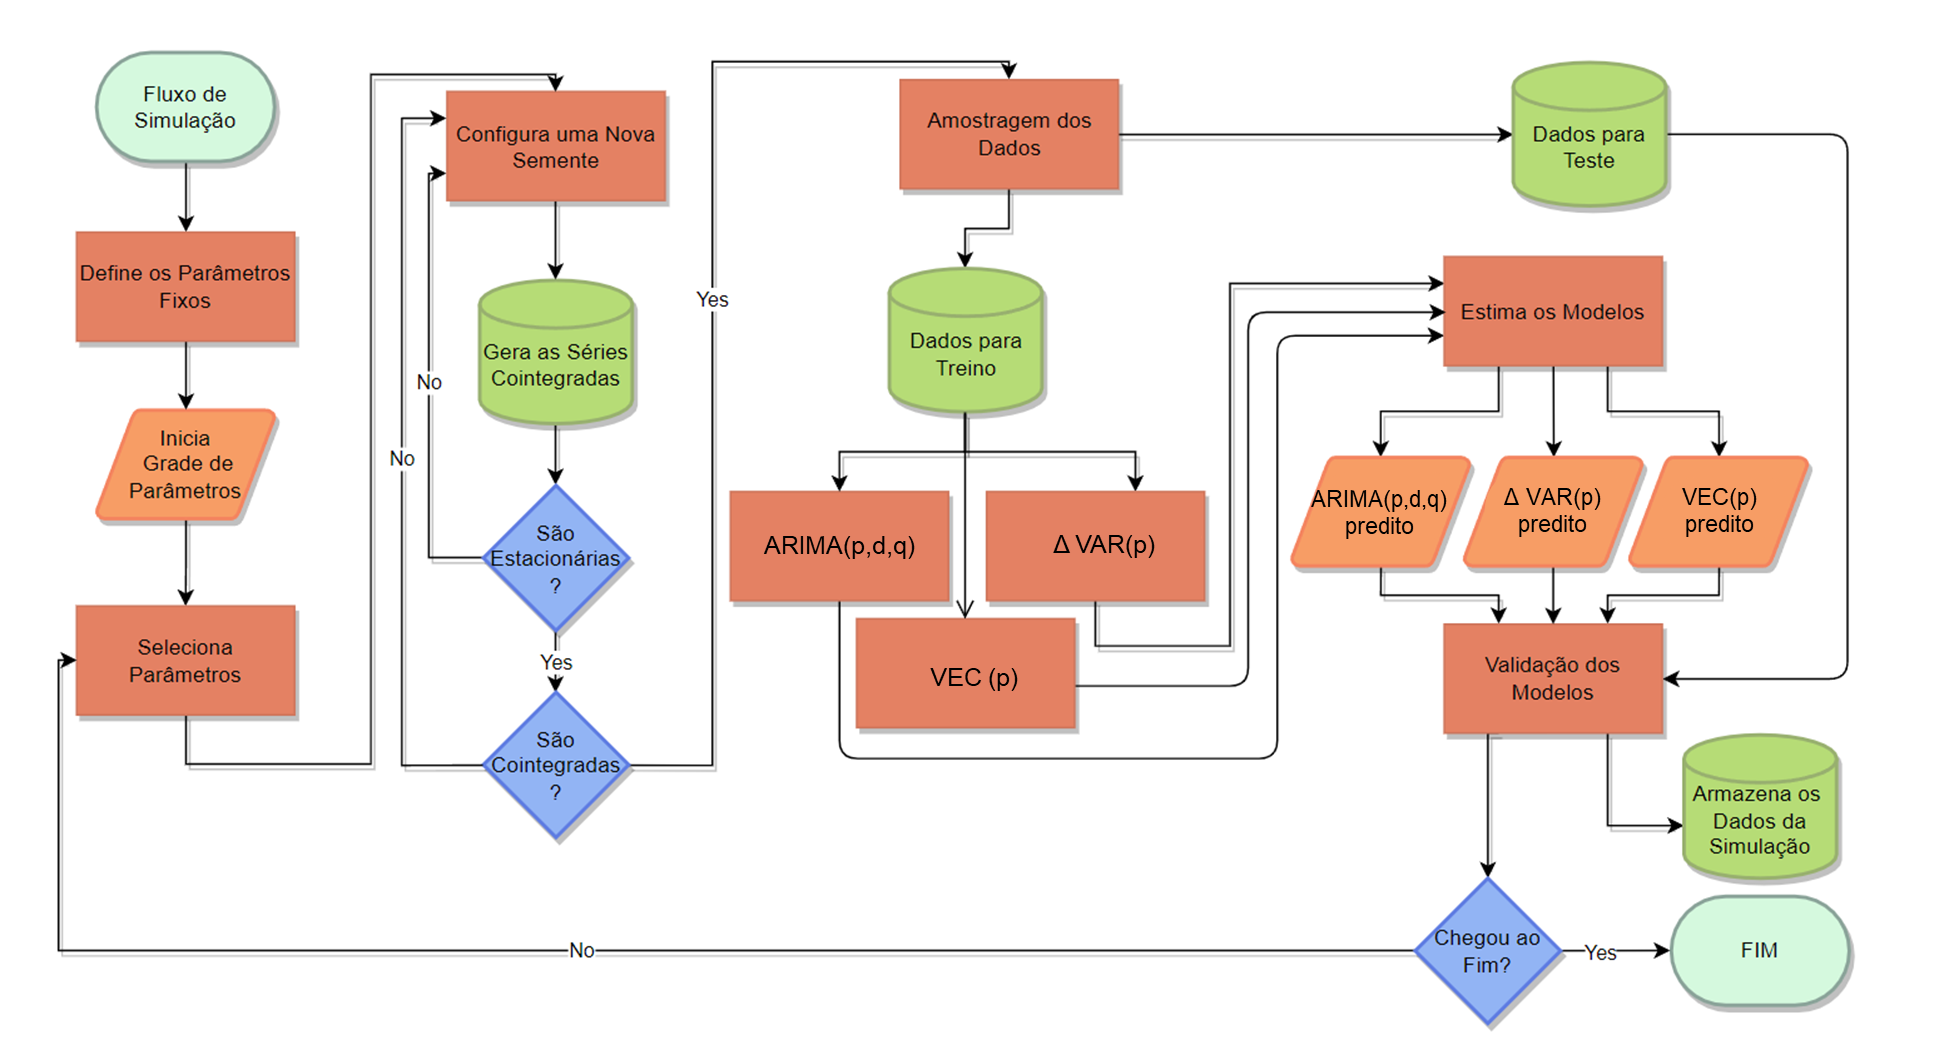 Fluxo de
Simulação
Define os Parâmetros
Fixos
Inicia
Grade de
Parâmetros
Seleciona
Parâmetros
Configura uma Nova
Semente
Gera as Séries
Cointegradas
No
No
São
Estacionárias
?
Yes
São
Cointegradas
?
Yes
Amostragem dos
Dados
Dados para
Treino
ARIMA(p,d,q)
Δ VAR(p)
VEC (p)
Dados para
Teste
Estima os Modelos
ARIMA(p,d,q)
predito
Δ VAR(p)
predito
VEC(p)
predito
Validação dos
Modelos
Armazena os
Dados da
Simulação
Chegou ao
Fim?
No
Yes
FIM